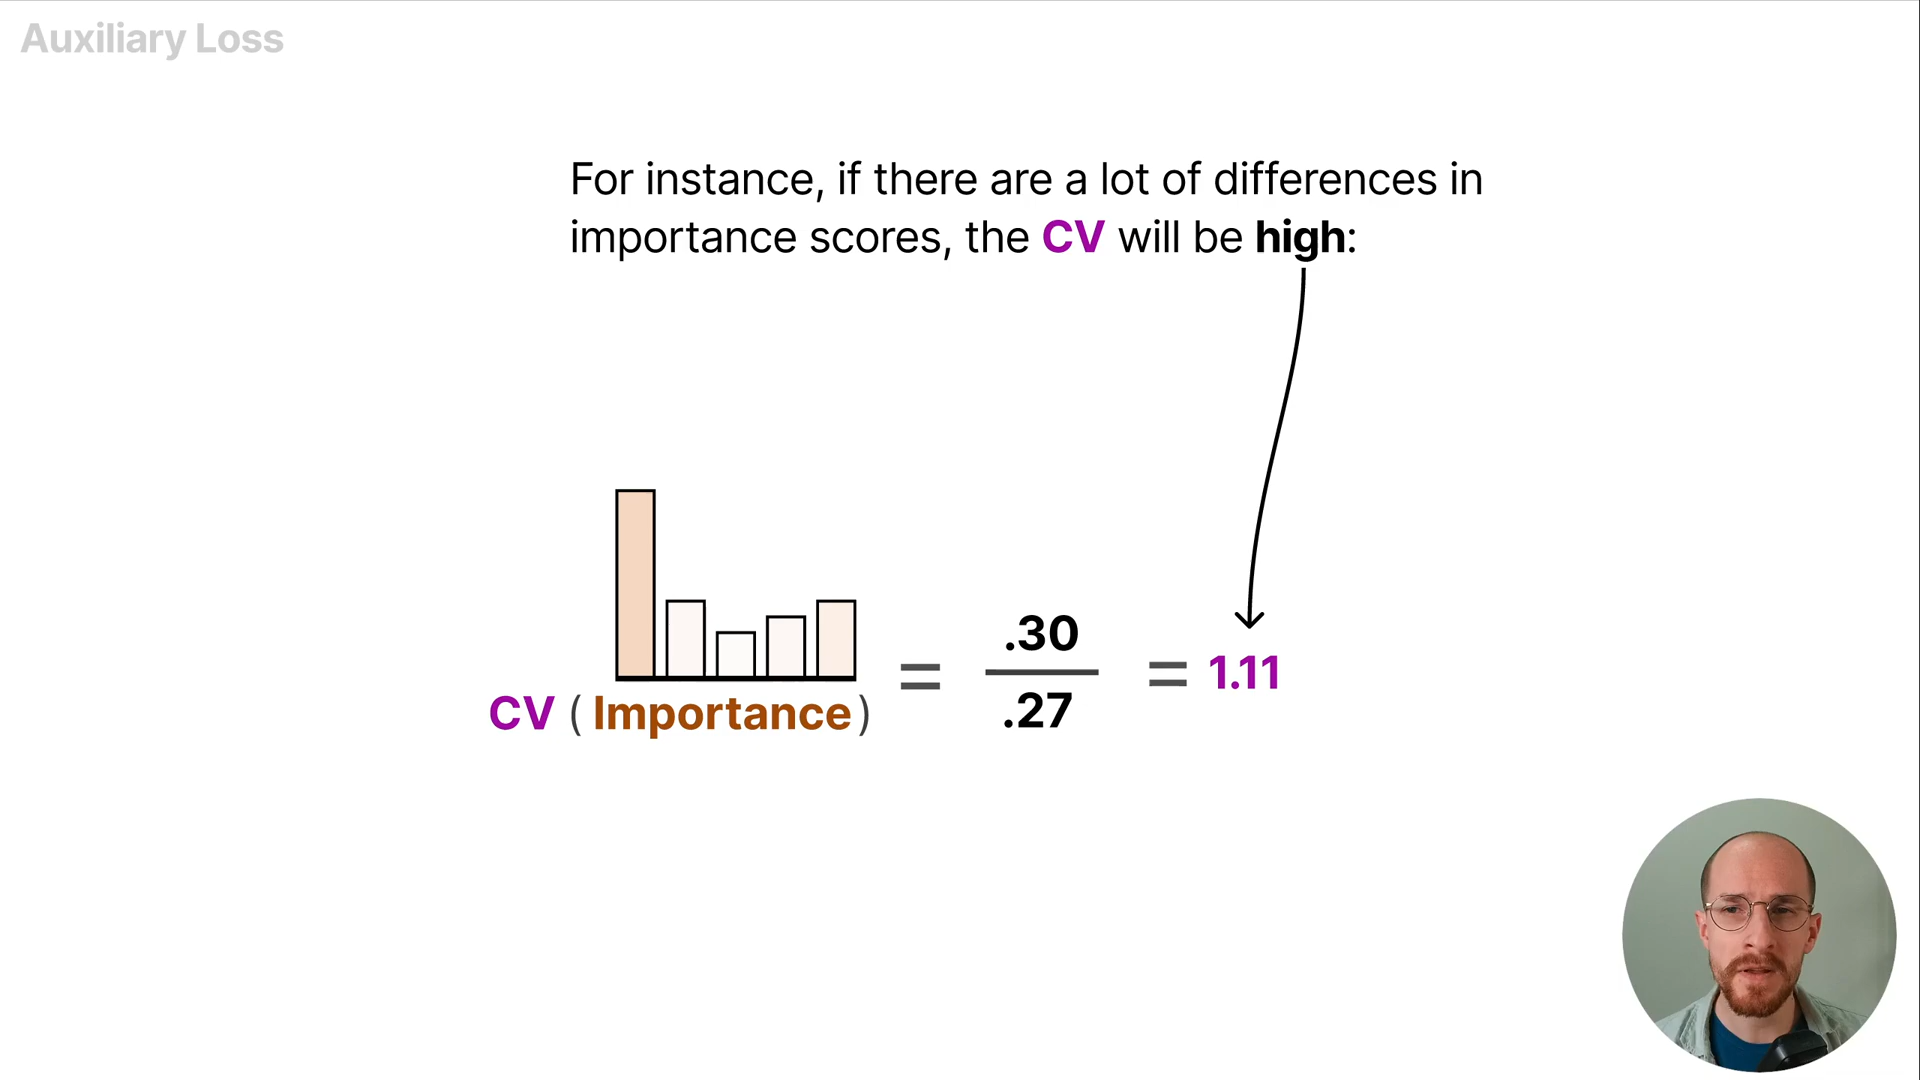 Auxiliary Loss
For instance, if there are a lot of differences in
importance scores, the CV will be high:
CV ( Importance ) = .30 / .27 = 1.11